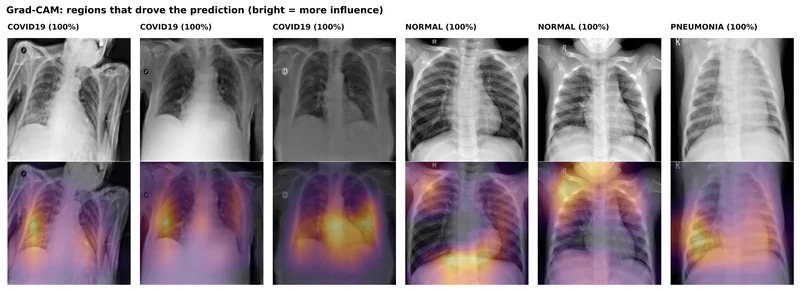 Grad-CAM: regions that drove the prediction (bright = more influence)
COVID19 (100%)
COVID19 (100%)
COVID19 (100%)
NORMAL (100%)
NORMAL (100%)
PNEUMONIA (100%)
R
R
R
R